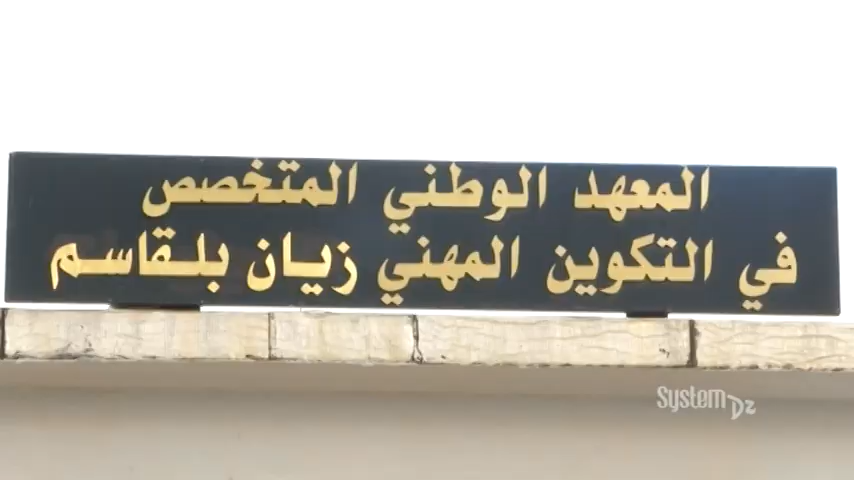 المعهد الوطني المتخصص
في التكوين المهني زيان بلقاسم
System Dz